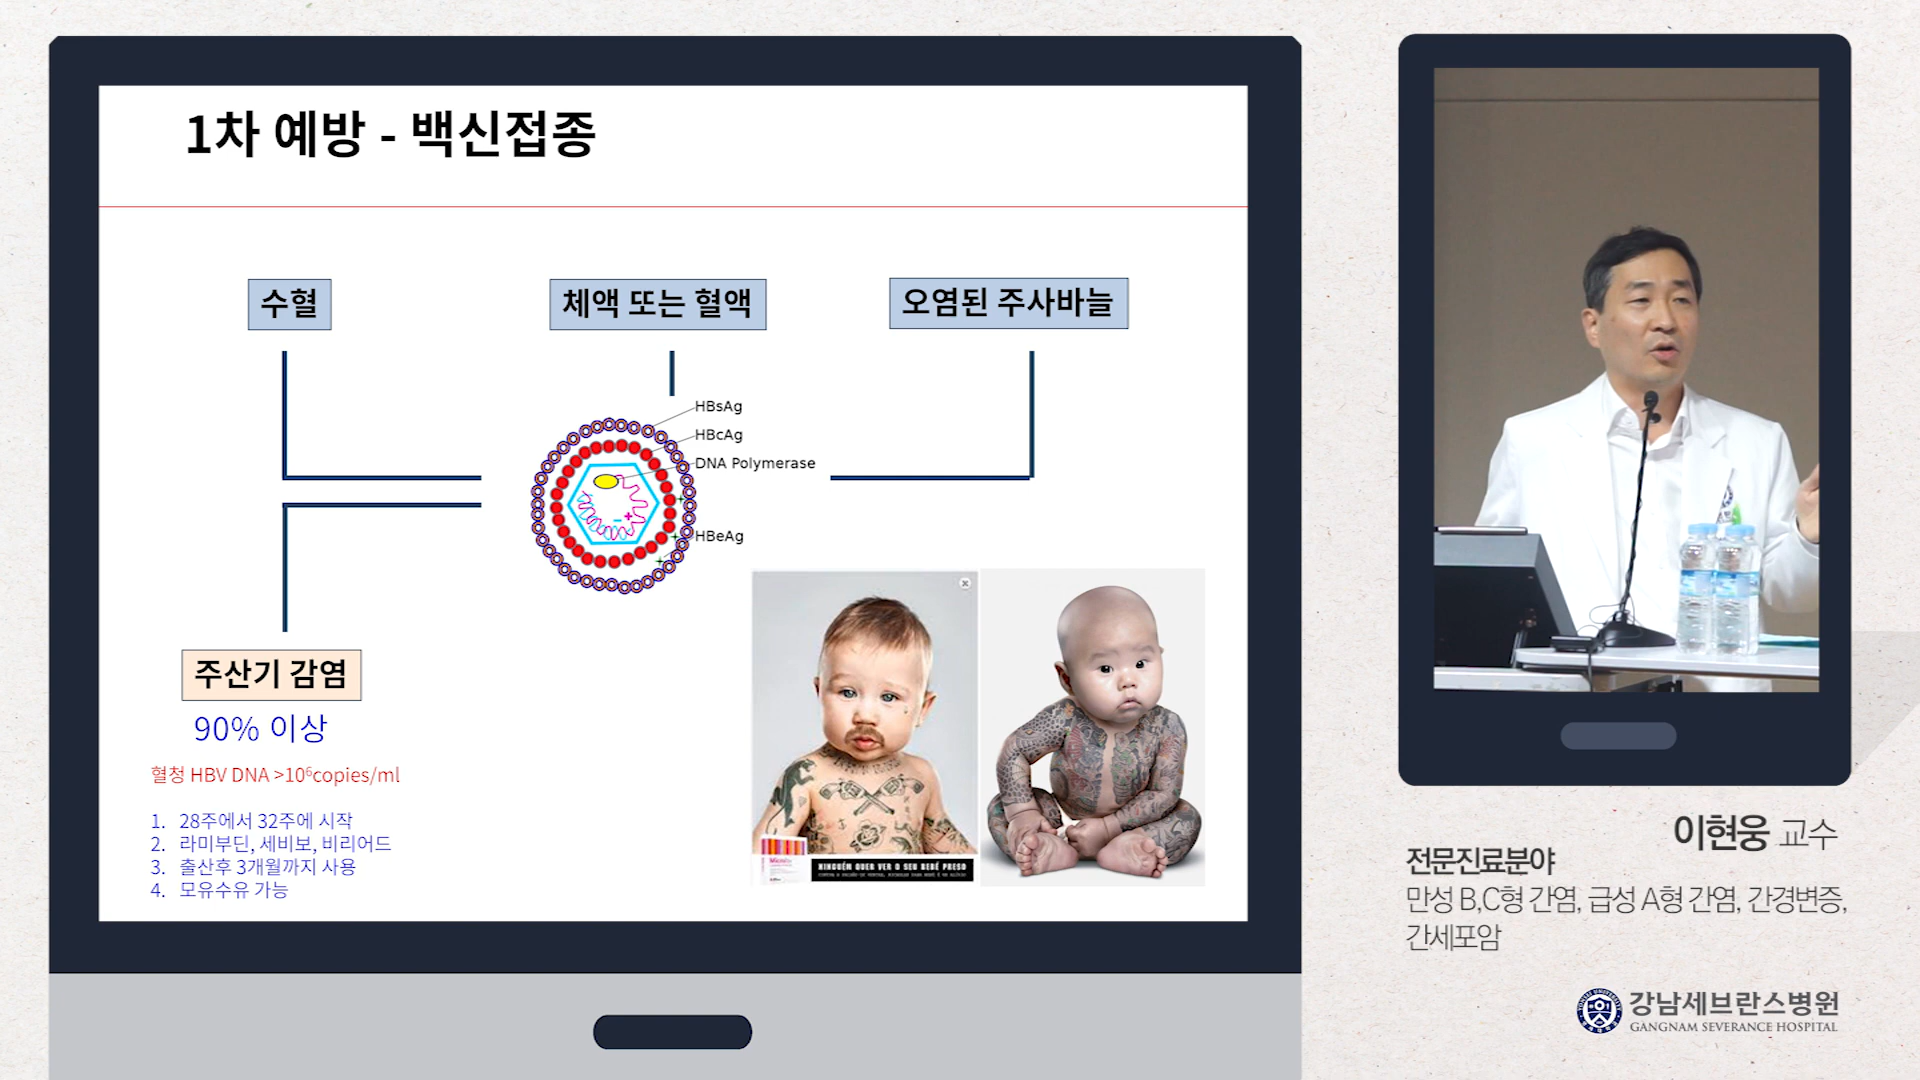 1차 예방 - 백신접종
수혈
체액 또는 혈액
오염된 주사바늘
HBsAg
HBcAg
DNA Polymerase
HBeAg
주산기 감염
90% 이상
혈청 HBV DNA >10⁶copies/ml
1. 28주에서 32주에 시작
2. 라미부딘, 세비보, 비리어드
3. 출산후 3개월까지 사용
4. 모유수유 가능
NINGUÉM QUER VER O SEU BEBÊ PRESO
이현웅 교수
전문진료분야
만성 B,C형 간염, 급성 A형 간염, 간경변증,
간세포암
강남세브란스병원
GANGNAM SEVERANCE HOSPITAL